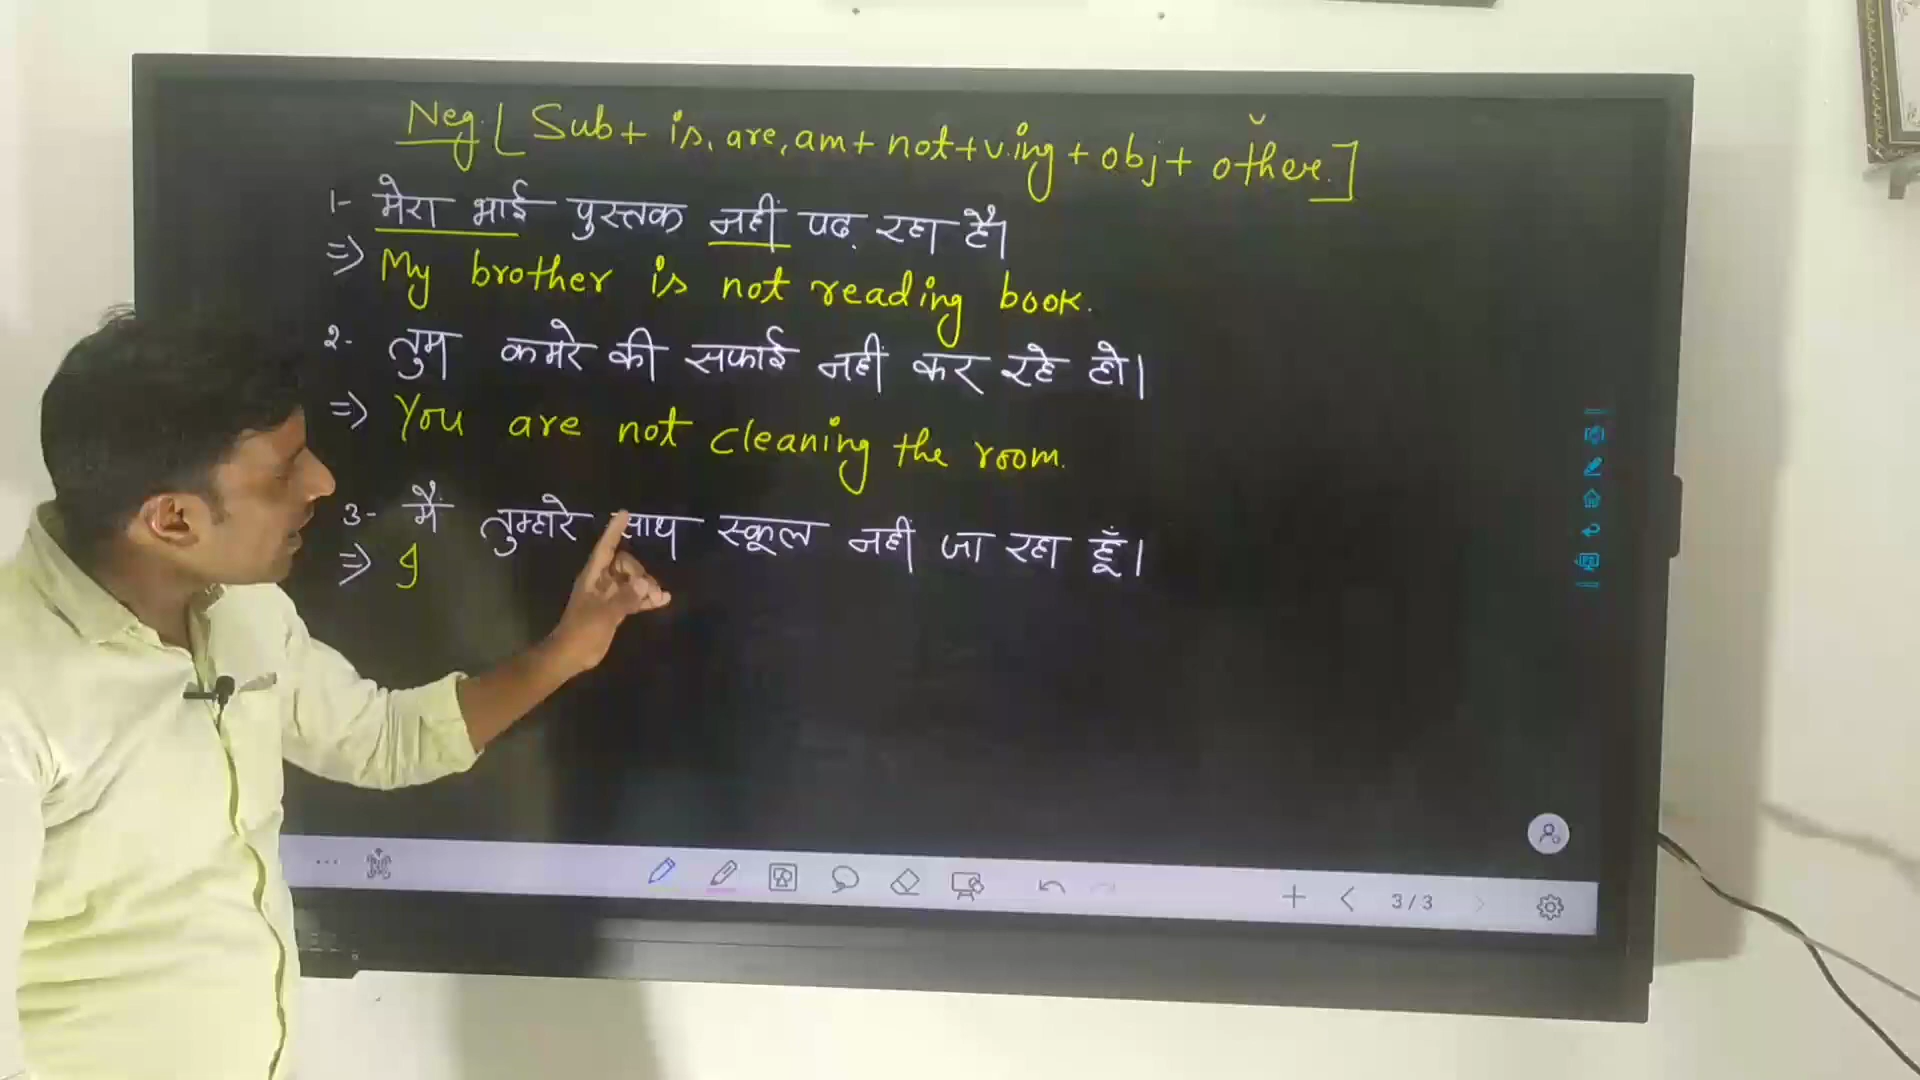 Neg. [ Sub + is, are, am + not + v.ing + obj + other. ]
1- मेरा भाई पुस्तक नहीं पढ़ रहा है।
=> My brother is not reading book.
2- तुम कमरे की सफाई नहीं कर रहे हो।
=> You are not cleaning the room.
3- मैं तुम्हारे साथ स्कूल नहीं जा रहा हूँ।
=> I
3/3